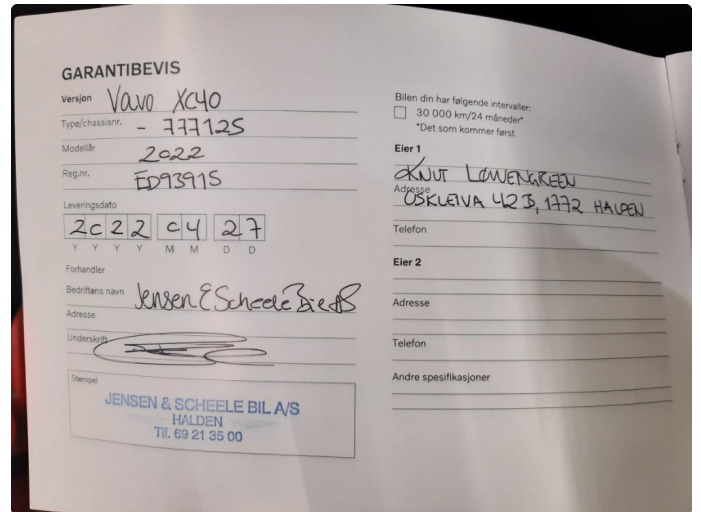 GARANTIBEVIS
Versjon Volvo XC40
Type/chassisnr. - 777125
Modellår 2022
Reg.nr. ED93915
Leveringsdato
2022 04 27
Y Y Y Y M M D D
Forhandler
Bedriftens navn Jensen & Scheele Bil AS
Adresse
Underskrift
Stempel
JENSEN & SCHEELE BIL A/S
HALDEN
Tlf. 69 21 35 00
Bilen din har følgende intervaller:
30 000 km/24 måneder*
*Det som kommer først
Eier 1
KNUT LØWENGREEN
Adresse
OSKLEIVA 42 B, 1772 HALDEN
Telefon
Eier 2
Adresse
Telefon
Andre spesifikasjoner